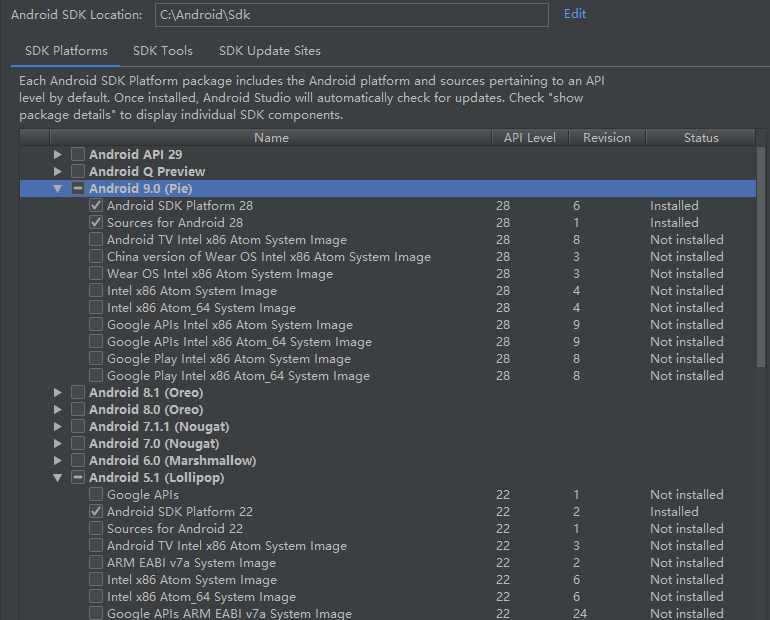 Android SDK Location: C:\Android\Sdk Edit
SDK Platforms SDK Tools SDK Update Sites
Each Android SDK Platform package includes the Android platform and sources pertaining to an API
level by default. Once installed, Android Studio will automatically check for updates. Check "show
package details" to display individual SDK components.
Name API Level Revision Status
Android API 29
Android Q Preview
Android 9.0 (Pie)
Android SDK Platform 28 28 6 Installed
Sources for Android 28 28 1 Installed
Android TV Intel x86 Atom System Image 28 8 Not installed
China version of Wear OS Intel x86 Atom System Image 28 3 Not installed
Wear OS Intel x86 Atom System Image 28 3 Not installed
Intel x86 Atom System Image 28 4 Not installed
Intel x86 Atom_64 System Image 28 4 Not installed
Google APIs Intel x86 Atom System Image 28 9 Not installed
Google APIs Intel x86 Atom_64 System Image 28 9 Not installed
Google Play Intel x86 Atom System Image 28 8 Not installed
Google Play Intel x86 Atom_64 System Image 28 8 Not installed
Android 8.1 (Oreo)
Android 8.0 (Oreo)
Android 7.1.1 (Nougat)
Android 7.0 (Nougat)
Android 6.0 (Marshmallow)
Android 5.1 (Lollipop)
Google APIs 22 1 Not installed
Android SDK Platform 22 22 2 Installed
Sources for Android 22 22 1 Not installed
Android TV Intel x86 Atom System Image 22 3 Not installed
ARM EABI v7a System Image 22 2 Not installed
Intel x86 Atom System Image 22 6 Not installed
Intel x86 Atom_64 System Image 22 6 Not installed
Google APIs ARM EABI v7a System Image 22 24 Not installed